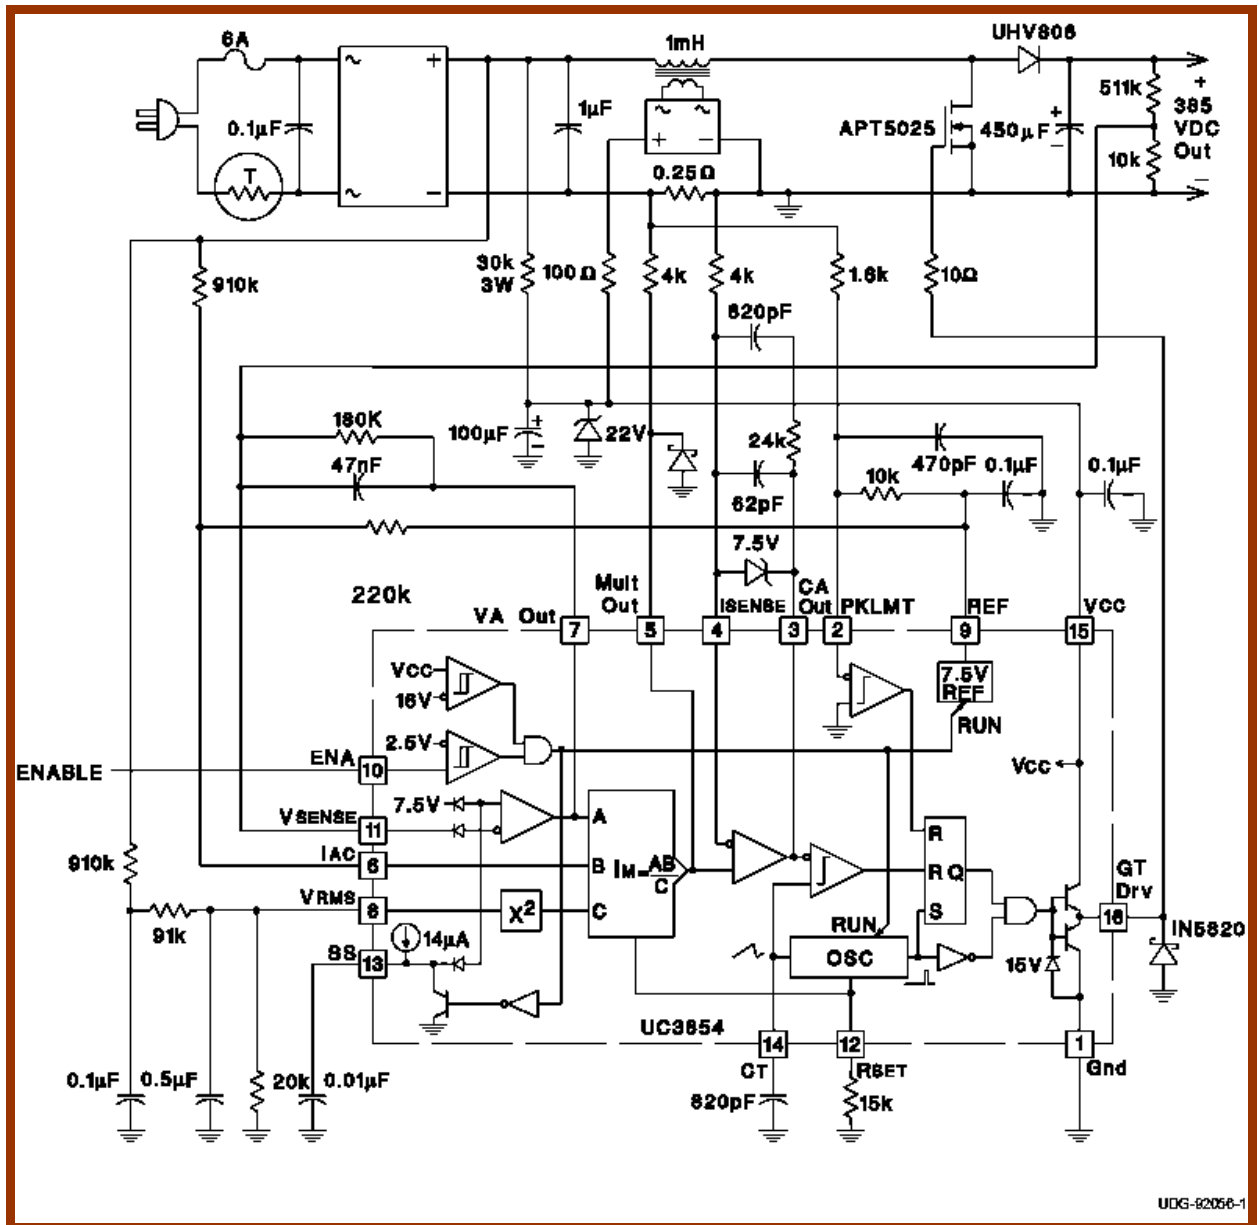 6A
1mH
UHV806
0.1µF
1µF
APT5025
450µF
+
−
511k
10k
+
385
VDC
Out
−
~
+
~
−
~
~
+
−
T
0.25Ω
910k
30k
3W
100Ω
4k
4k
1.6k
10Ω
620pF
180K
47nF
100µF
+
−
22V
24k
62pF
470pF
10k
0.1µF
0.1µF
7.5V
220k
VA Out
Mult
Out
ISENSE
CA
Out
PKLMT
REF
VCC
7
5
4
3
2
9
15
VCC
16V
2.5V
7.5V
REF
RUN
ENABLE
ENA
10
VCC
7.5V
VSENSE
11
A
IAC
6
B
IM=AB/C
R
R Q
S
GT
Drv
16
IN5820
910k
91k
VRMS
8
X²
C
14µA
SS
13
RUN
OSC
15V
UC3854
14
12
1
CT
RSET
Gnd
0.1µF
0.5µF
20k
0.01µF
620pF
15k
UDG-92056-1